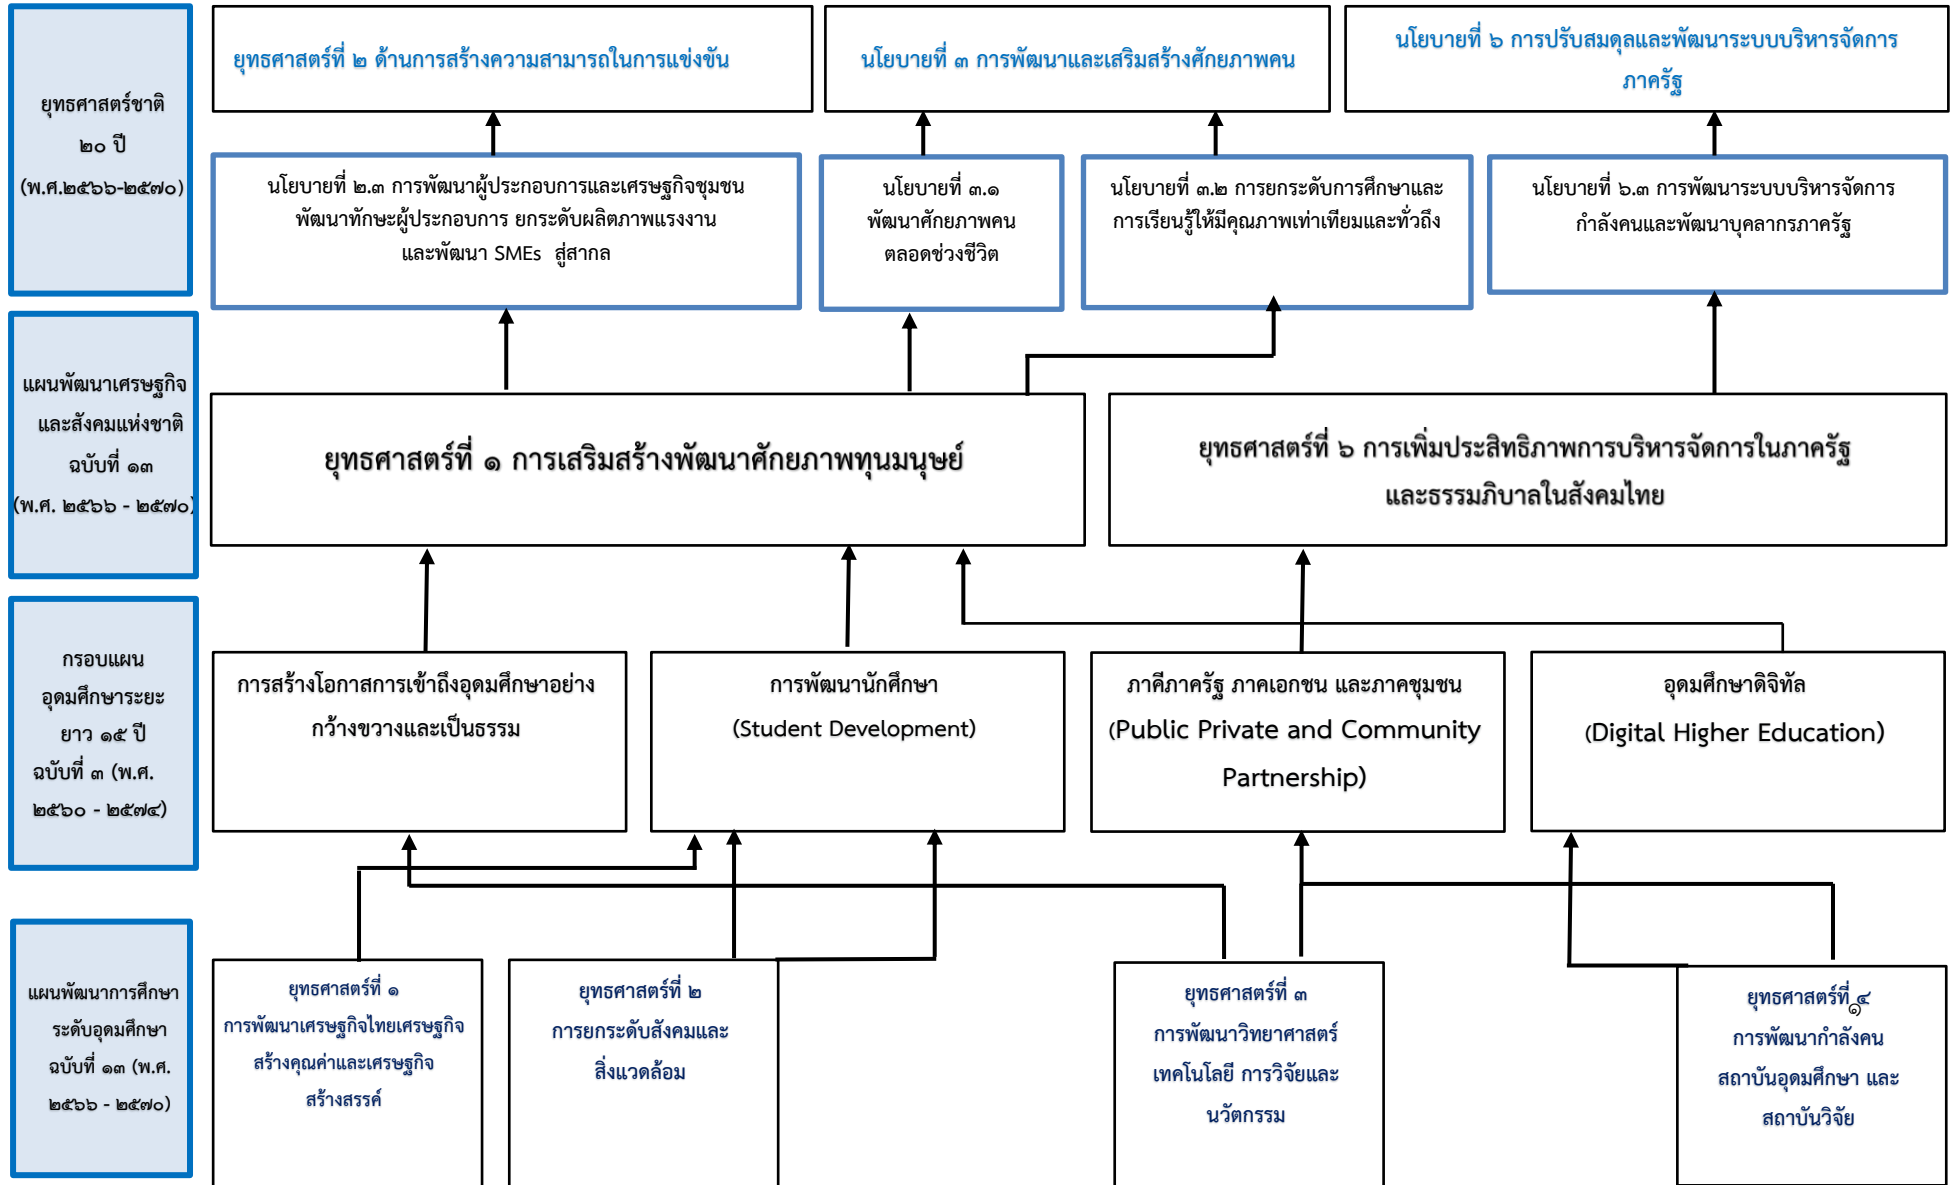 ยุทธศาสตร์ชาติ
๒๐ ปี
(พ.ศ.๒๕๖๖-๒๕๗๐)
ยุทธศาสตร์ที่ ๒ ด้านการสร้างความสามารถในการแข่งขัน
นโยบายที่ ๓ การพัฒนาและเสริมสร้างศักยภาพคน
นโยบายที่ ๖ การปรับสมดุลและพัฒนาระบบบริหารจัดการ
ภาครัฐ
นโยบายที่ ๒.๓ การพัฒนาผู้ประกอบการและเศรษฐกิจชุมชน
พัฒนาทักษะผู้ประกอบการ ยกระดับผลิตภาพแรงงาน
และพัฒนา SMEs สู่สากล
นโยบายที่ ๓.๑
พัฒนาศักยภาพคน
ตลอดช่วงชีวิต
นโยบายที่ ๓.๒ การยกระดับการศึกษาและ
การเรียนรู้ให้มีคุณภาพเท่าเทียมและทั่วถึง
นโยบายที่ ๖.๓ การพัฒนาระบบบริหารจัดการ
กำลังคนและพัฒนาบุคลากรภาครัฐ
แผนพัฒนาเศรษฐกิจ
และสังคมแห่งชาติ
ฉบับที่ ๑๓
(พ.ศ. ๒๕๖๖ - ๒๕๗๐)
ยุทธศาสตร์ที่ ๑ การเสริมสร้างพัฒนาศักยภาพทุนมนุษย์
ยุทธศาสตร์ที่ ๖ การเพิ่มประสิทธิภาพการบริหารจัดการในภาครัฐ
และธรรมภิบาลในสังคมไทย
กรอบแผน
อุดมศึกษาระยะ
ยาว ๑๕ ปี
ฉบับที่ ๓ (พ.ศ.
๒๕๖๐ - ๒๕๗๔)
การสร้างโอกาสการเข้าถึงอุดมศึกษาอย่าง
กว้างขวางและเป็นธรรม
การพัฒนานักศึกษา
(Student Development)
ภาคีภาครัฐ ภาคเอกชน และภาคชุมชน
(Public Private and Community
Partnership)
อุดมศึกษาดิจิทัล
(Digital Higher Education)
แผนพัฒนาการศึกษา
ระดับอุดมศึกษา
ฉบับที่ ๑๓ (พ.ศ.
๒๕๖๖ - ๒๕๗๐)
ยุทธศาสตร์ที่ ๑
การพัฒนาเศรษฐกิจไทยเศรษฐกิจ
สร้างคุณค่าและเศรษฐกิจ
สร้างสรรค์
ยุทธศาสตร์ที่ ๒
การยกระดับสังคมและ
สิ่งแวดล้อม
ยุทธศาสตร์ที่ ๓
การพัฒนาวิทยาศาสตร์
เทคโนโลยี การวิจัยและ
นวัตกรรม
ยุทธศาสตร์ที่ ๔
๑
การพัฒนากำลังคน
สถาบันอุดมศึกษา และ
สถาบันวิจัย